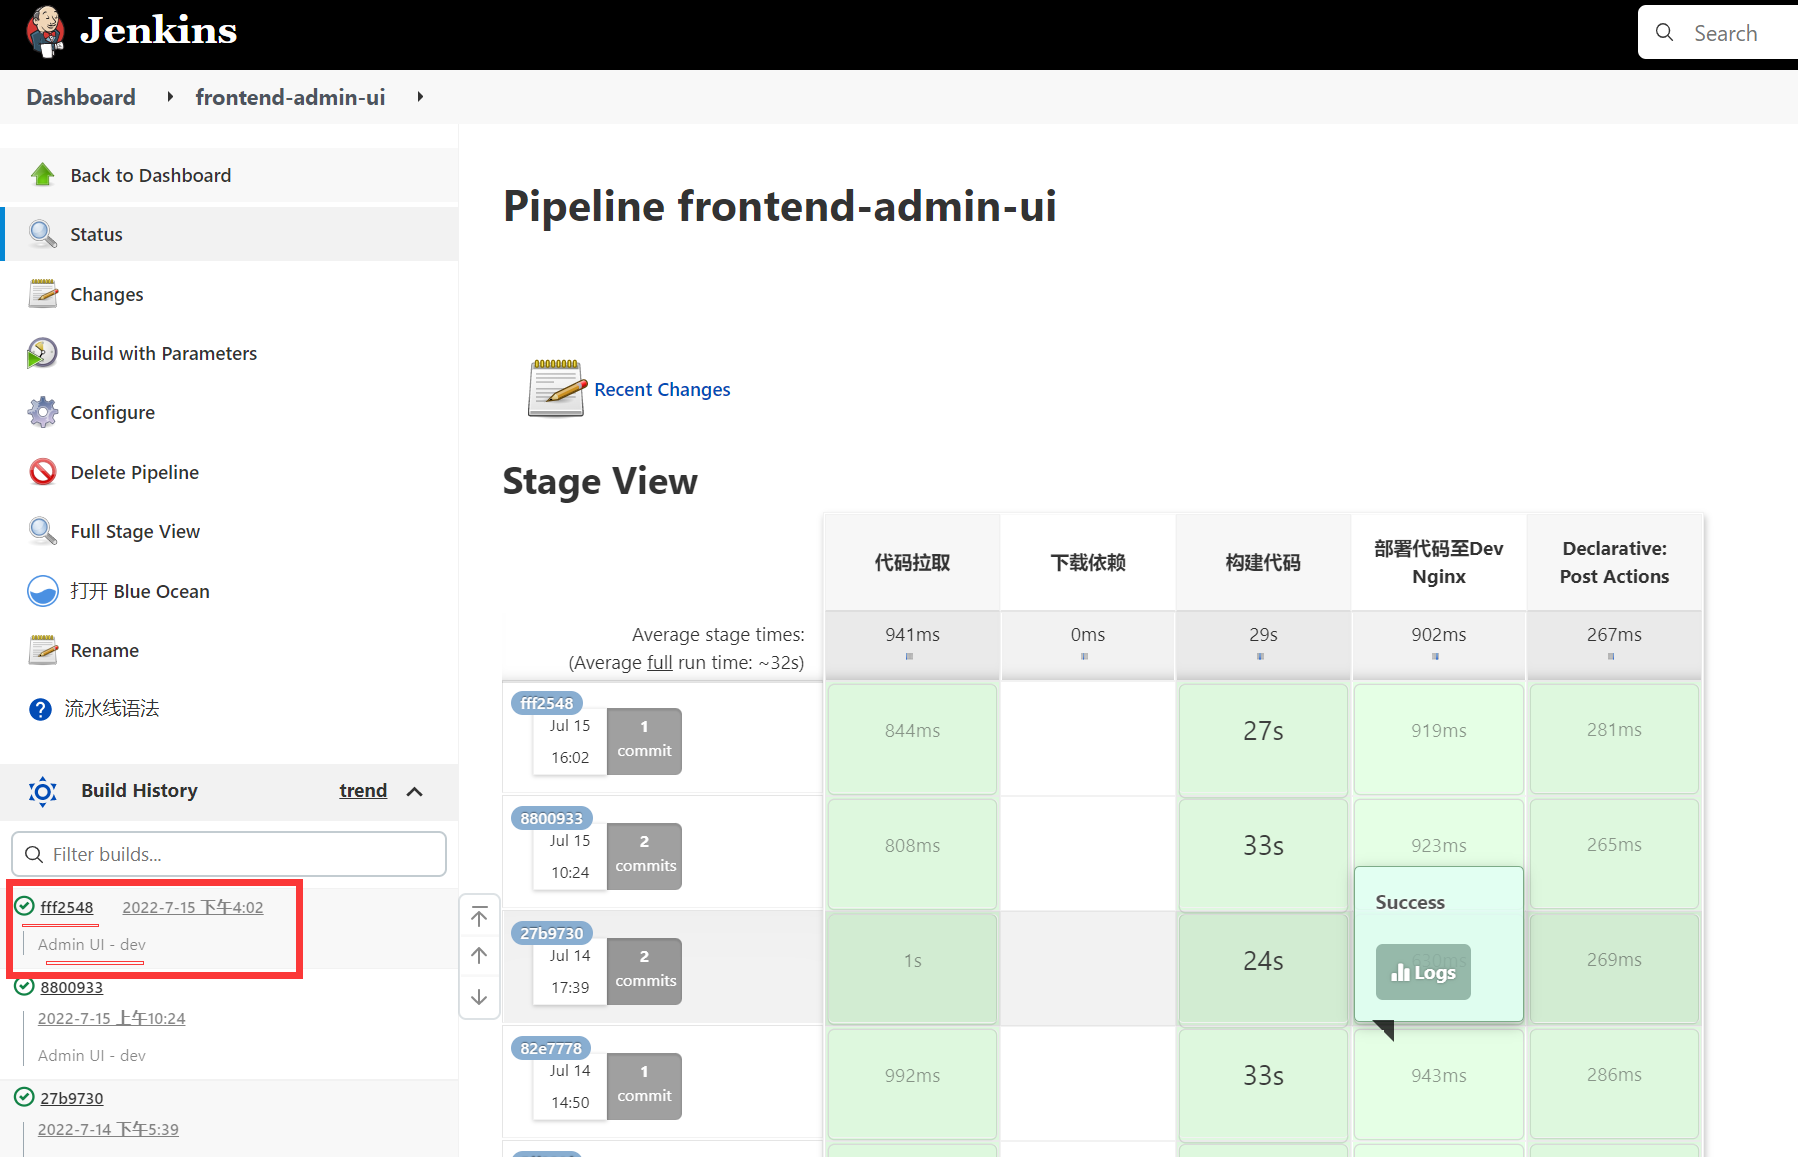 Jenkins
Search
Dashboard
frontend-admin-ui
Back to Dashboard
Status
Changes
Build with Parameters
Configure
Delete Pipeline
Full Stage View
打开 Blue Ocean
Rename
流水线语法
Build History
trend
Filter builds...
fff2548
2022-7-15 下午4:02
Admin UI - dev
8800933
2022-7-15 上午10:24
Admin UI - dev
27b9730
2022-7-14 下午5:39
Pipeline frontend-admin-ui
Recent Changes
Stage View
代码拉取
下载依赖
构建代码
部署代码至Dev
Nginx
Declarative:
Post Actions
Average stage times:
(Average full run time: ~32s)
941ms
0ms
29s
902ms
267ms
fff2548
Jul 15
16:02
1
commit
844ms
27s
919ms
281ms
8800933
Jul 15
10:24
2
commits
808ms
33s
923ms
265ms
27b9730
Jul 14
17:39
2
commits
1s
24s
630ms
269ms
Success
Logs
82e7778
Jul 14
14:50
1
commit
992ms
33s
943ms
286ms